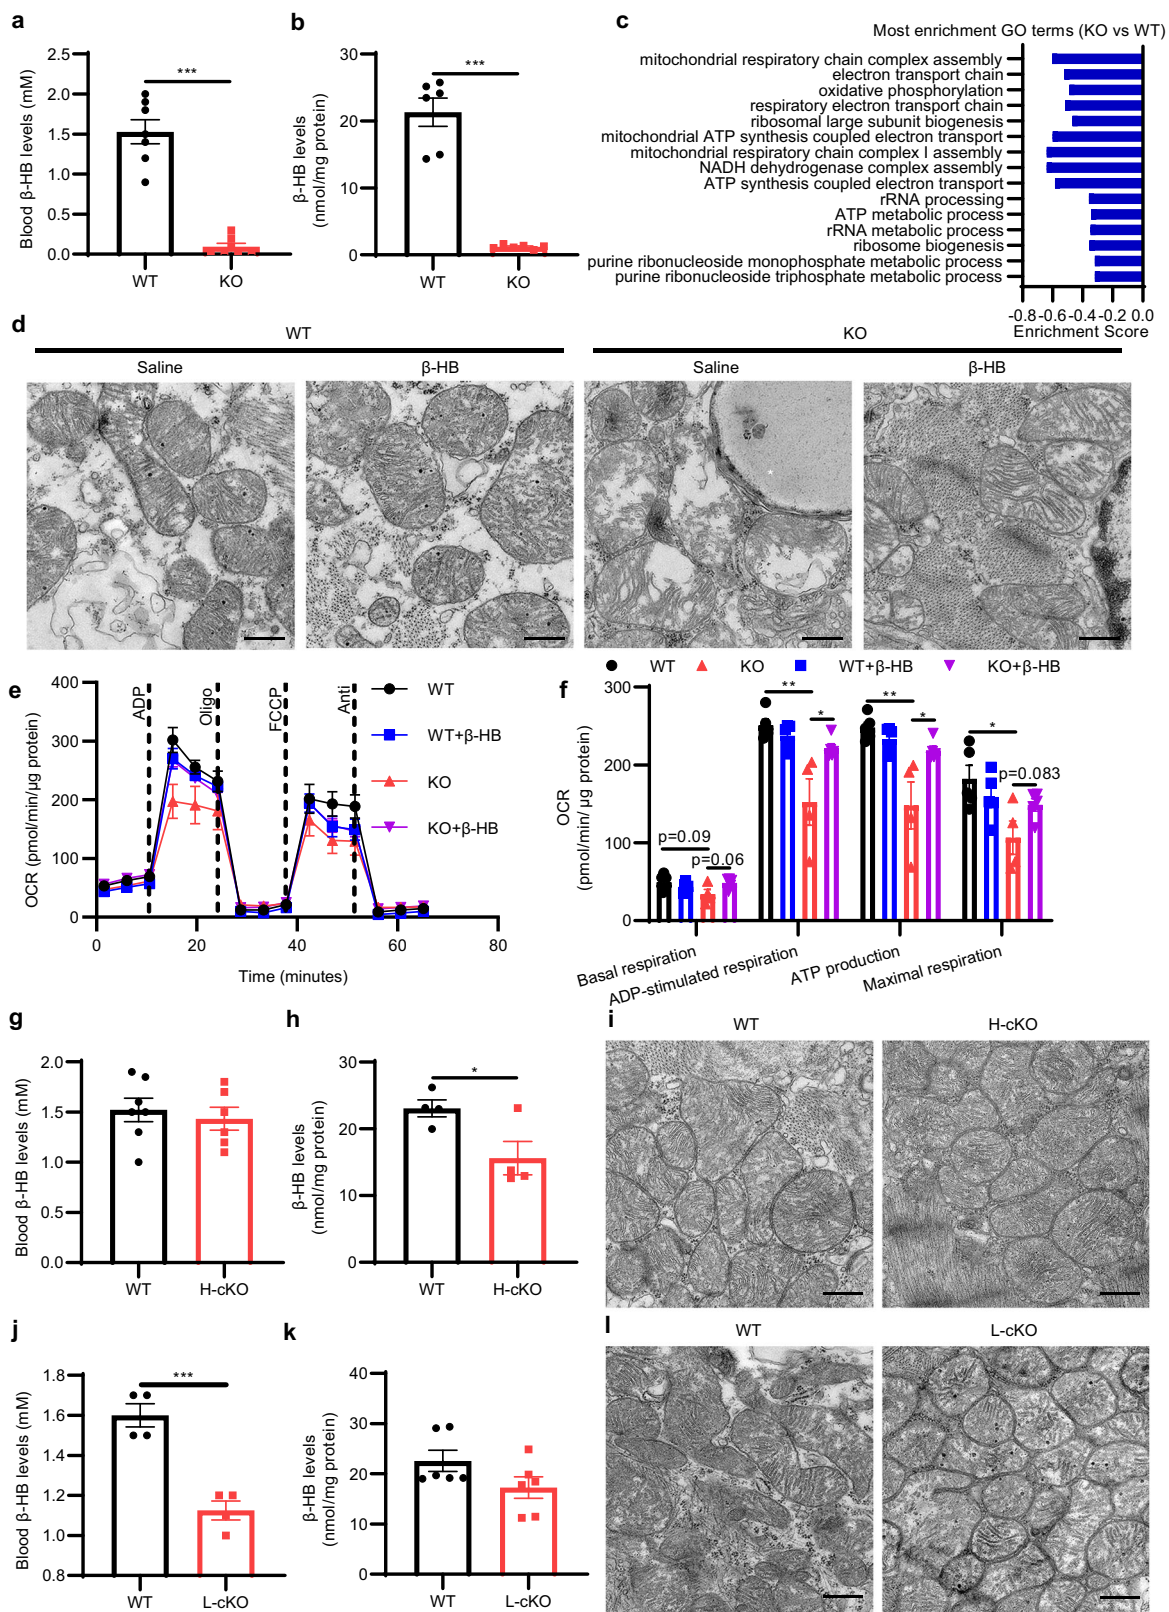 a
Blood β-HB levels (mM)
2.5
2.0
1.5
1.0
0.5
0.0
***
WT
KO
b
β-HB levels
(nmol/mg protein)
30
20
10
0
***
WT
KO
c
Most enrichment GO terms (KO vs WT)
mitochondrial respiratory chain complex assembly
electron transport chain
oxidative phosphorylation
respiratory electron transport chain
ribosomal large subunit biogenesis
mitochondrial ATP synthesis coupled electron transport
mitochondrial respiratory chain complex I assembly
NADH dehydrogenase complex assembly
ATP synthesis coupled electron transport
rRNA processing
ATP metabolic process
rRNA metabolic process
ribosome biogenesis
purine ribonucleoside monophosphate metabolic process
purine ribonucleoside triphosphate metabolic process
-0.8 -0.6 -0.4 -0.2 0.0
Enrichment Score
d
WT
KO
Saline
β-HB
Saline
β-HB
e
OCR (pmol/min/µg protein)
400
300
200
100
0
ADP
Oligo
FCCP
Anti
WT
WT+β-HB
KO
KO+β-HB
0 20 40 60 80
Time (minutes)
f
WT KO WT+β-HB KO+β-HB
OCR
(pmol/min/ µg protein)
300
200
100
0
p=0.09
p=0.06
**
*
**
*
*
p=0.083
Basal respiration
ADP-stimulated respiration
ATP production
Maximal respiration
g
Blood β-HB levels (mM)
2.0
1.5
1.0
0.5
0.0
WT
H-cKO
h
β-HB levels
(nmol/mg protein)
30
20
10
0
*
WT
H-cKO
i
WT
H-cKO
j
Blood β-HB levels (mM)
1.8
1.6
1.4
1.2
1.0
0.8
***
WT
L-cKO
k
β-HB levels
(nmol/mg protein)
40
30
20
10
0
WT
L-cKO
l
WT
L-cKO